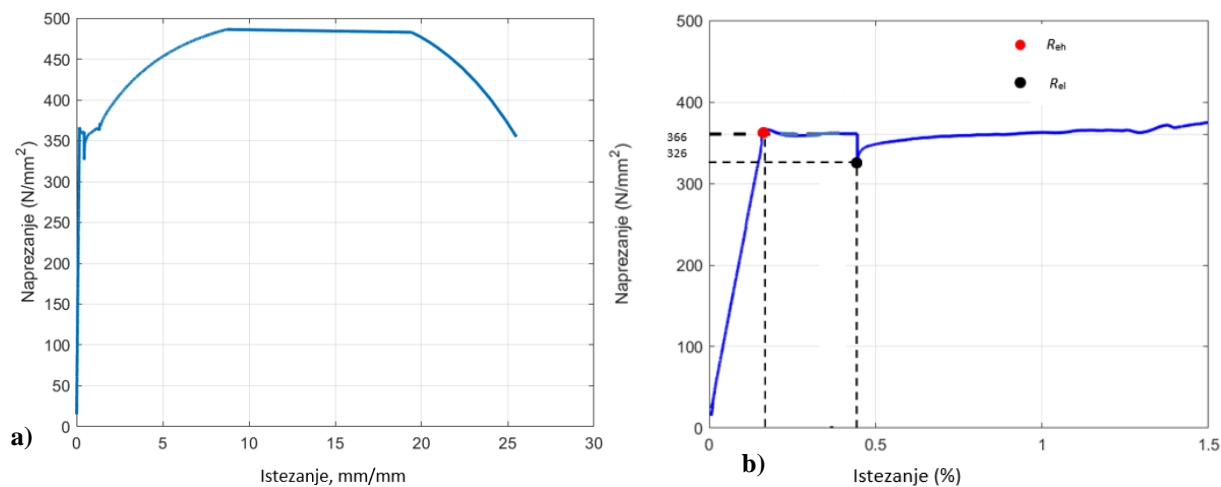 500
450
400
350
300
250
200
150
100
50
0
0 5 10 15 20 25 30
Naprezanje (N/mm²)
Istezanje, mm/mm
a)
500
400
366
326
300
200
100
0
0 0.5 1 1.5
Naprezanje (N/mm²)
Reh
Rel
Istezanje (%)
b)